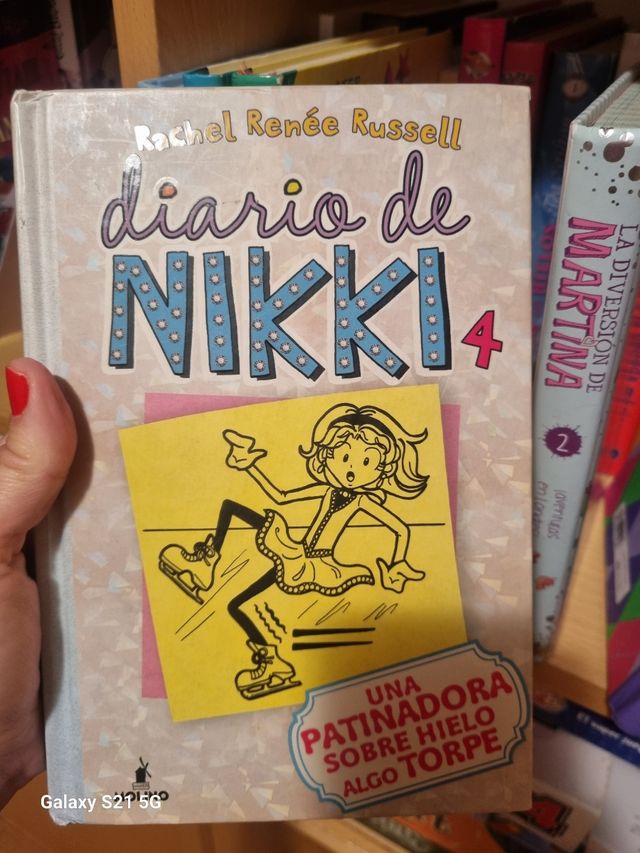 Rachel Renée Russell
diario de
NIKKI 4
UNA
PATINADORA
SOBRE HIELO
ALGO TORPE
MOLINO
Galaxy S21 5G
LA DIVERSIÓN DE
MARTINA
2